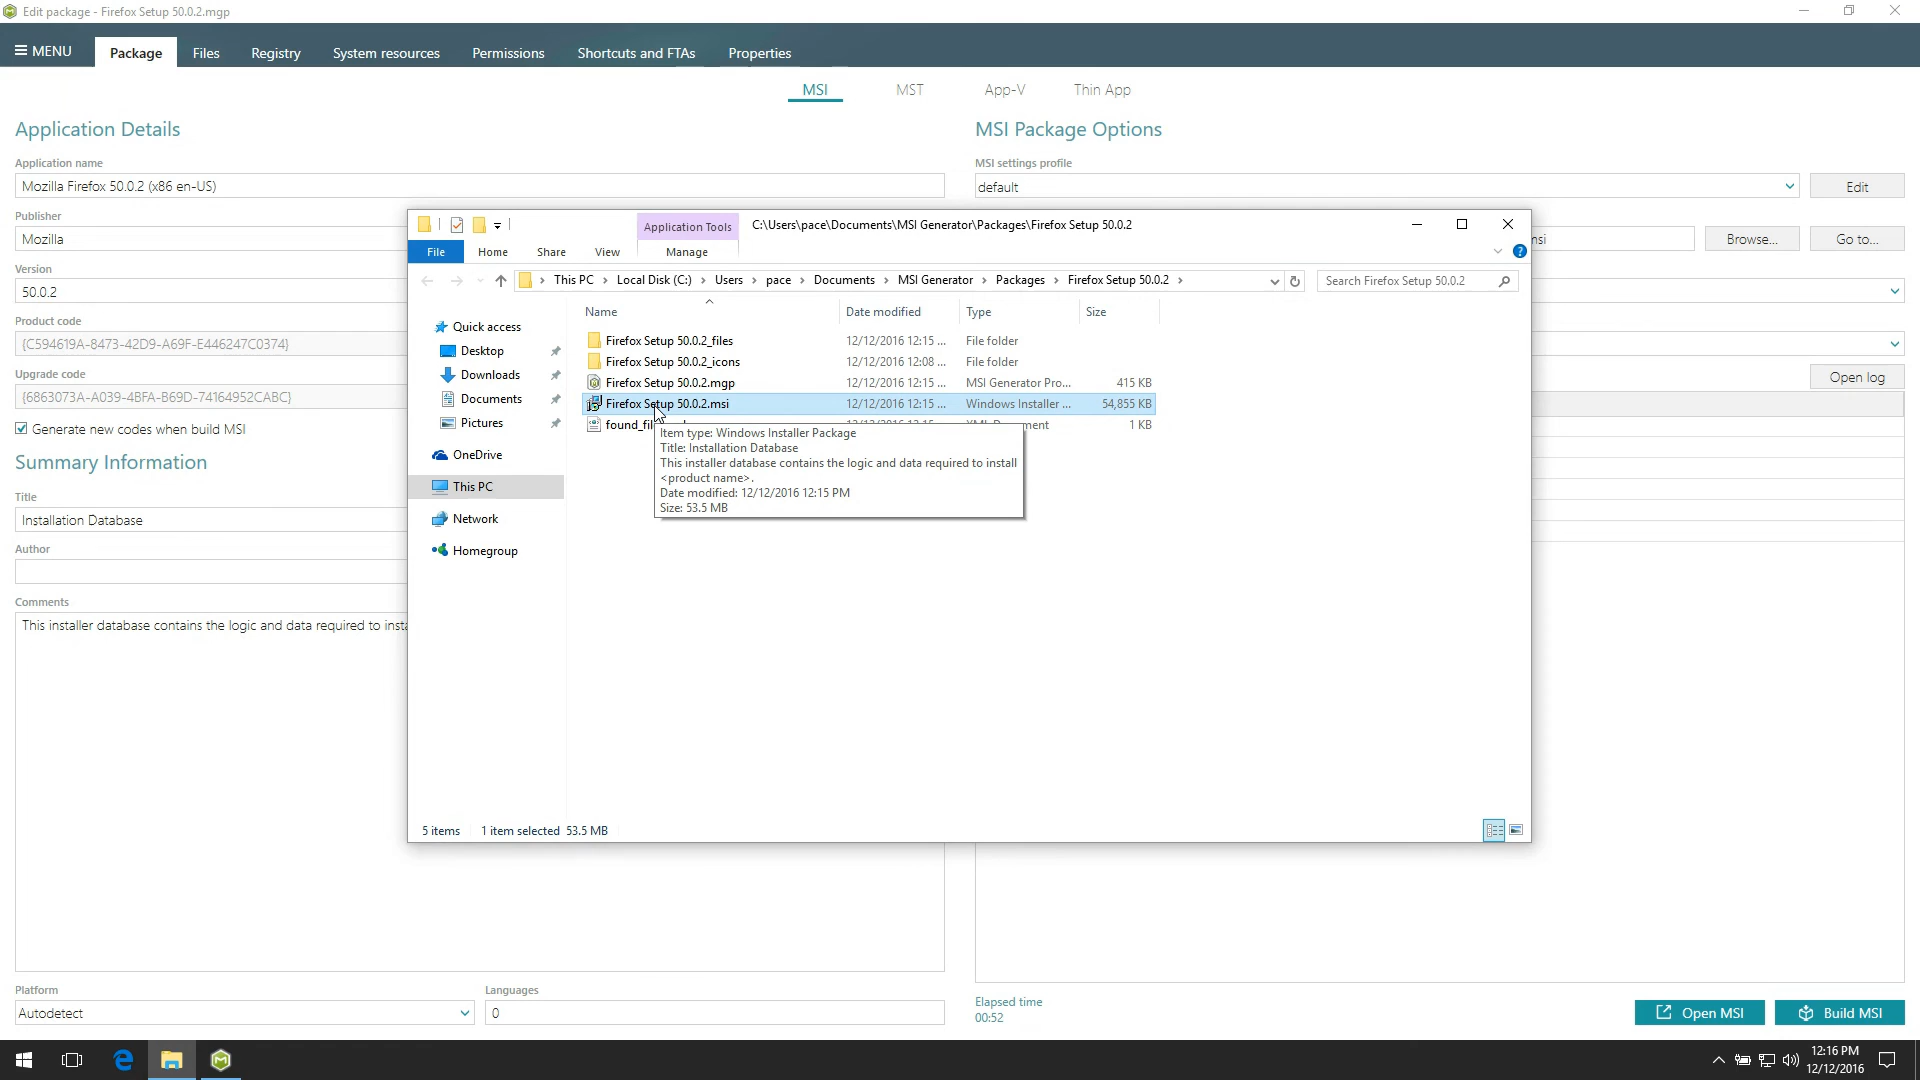 Edit package - Firefox Setup 50.0.2.mgp
MENU
Package
Files
Registry
System resources
Permissions
Shortcuts and FTAs
Properties
MSI
MST
App-V
Thin App
Application Details
Application name
Mozilla Firefox 50.0.2 (x86 en-US)
Publisher
Mozilla
Version
50.0.2
Product code
{C594619A-8473-42D9-A69F-E446247C0374}
Upgrade code
{6863073A-A039-4BFA-B69D-74164952CABC}
Generate new codes when build MSI
Summary Information
Title
Installation Database
Author
Comments
This installer database contains the logic and data required to insta
Platform
Autodetect
Languages
0
MSI Package Options
MSI settings profile
default
Edit
msi
Browse...
Go to...
Open log
Application Tools
C:\Users\pace\Documents\MSI Generator\Packages\Firefox Setup 50.0.2
File
Home
Share
View
Manage
This PC
Local Disk (C:)
Users
pace
Documents
MSI Generator
Packages
Firefox Setup 50.0.2
Search Firefox Setup 50.0.2
Quick access
Desktop
Downloads
Documents
Pictures
OneDrive
This PC
Network
Homegroup
Name Date modified Type Size
Firefox Setup 50.0.2_files 12/12/2016 12:15 ... File folder
Firefox Setup 50.0.2_icons 12/12/2016 12:08 ... File folder
Firefox Setup 50.0.2.mgp 12/12/2016 12:15 ... MSI Generator Pro... 415 KB
Firefox Setup 50.0.2.msi 12/12/2016 12:15 ... Windows Installer ... 54,855 KB
1 KB
Item type: Windows Installer Package
Title: Installation Database
This installer database contains the logic and data required to install
<product name>.
Date modified: 12/12/2016 12:15 PM
Size: 53.5 MB
5 items 1 item selected 53.5 MB
Elapsed time
00:52
Open MSI
Build MSI
12:16 PM
12/12/2016